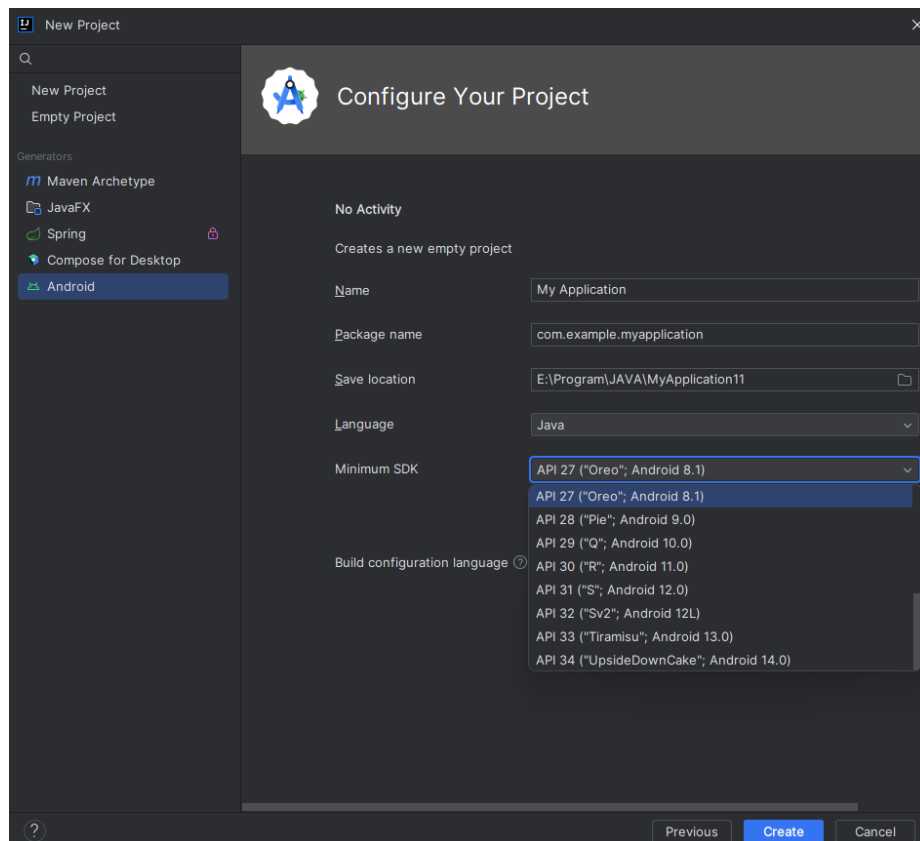 New Project
New Project
Empty Project
Generators
Maven Archetype
JavaFX
Spring
Compose for Desktop
Android
Configure Your Project
No Activity
Creates a new empty project
Name My Application
Package name com.example.myapplication
Save location E:\Program\JAVA\MyApplication11
Language Java
Minimum SDK API 27 ("Oreo"; Android 8.1)
API 27 ("Oreo"; Android 8.1)
API 28 ("Pie"; Android 9.0)
API 29 ("Q"; Android 10.0)
API 30 ("R"; Android 11.0)
API 31 ("S"; Android 12.0)
API 32 ("Sv2"; Android 12L)
API 33 ("Tiramisu"; Android 13.0)
API 34 ("UpsideDownCake"; Android 14.0)
Build configuration language ?
? Previous Create Cancel